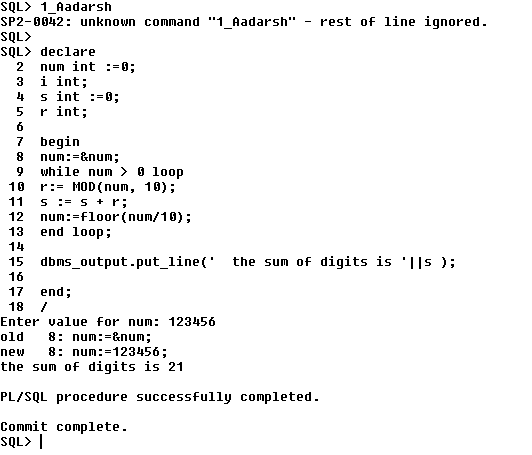 SQL> 1_Aadarsh
SP2-0042: unknown command "1_Aadarsh" - rest of line ignored.
SQL>
SQL> declare
  2  num int :=0;
  3  i int;
  4  s int :=0;
  5  r int;
  6
  7  begin
  8  num:=&num;
  9  while num > 0 loop
 10  r:= MOD(num, 10);
 11  s := s + r;
 12  num:=floor(num/10);
 13  end loop;
 14
 15  dbms_output.put_line('  the sum of digits is '||s );
 16
 17  end;
 18  /
Enter value for num: 123456
old   8: num:=&num;
new   8: num:=123456;
the sum of digits is 21

PL/SQL procedure successfully completed.

Commit complete.
SQL> |